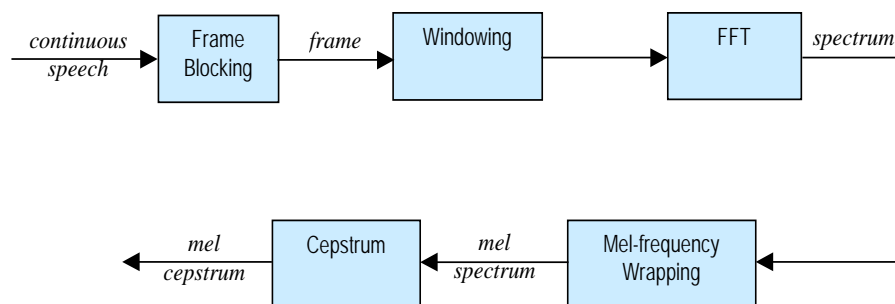 continuous
speech
Frame
Blocking
frame
Windowing
FFT
spectrum
mel
cepstrum
Cepstrum
mel
spectrum
Mel-frequency
Wrapping